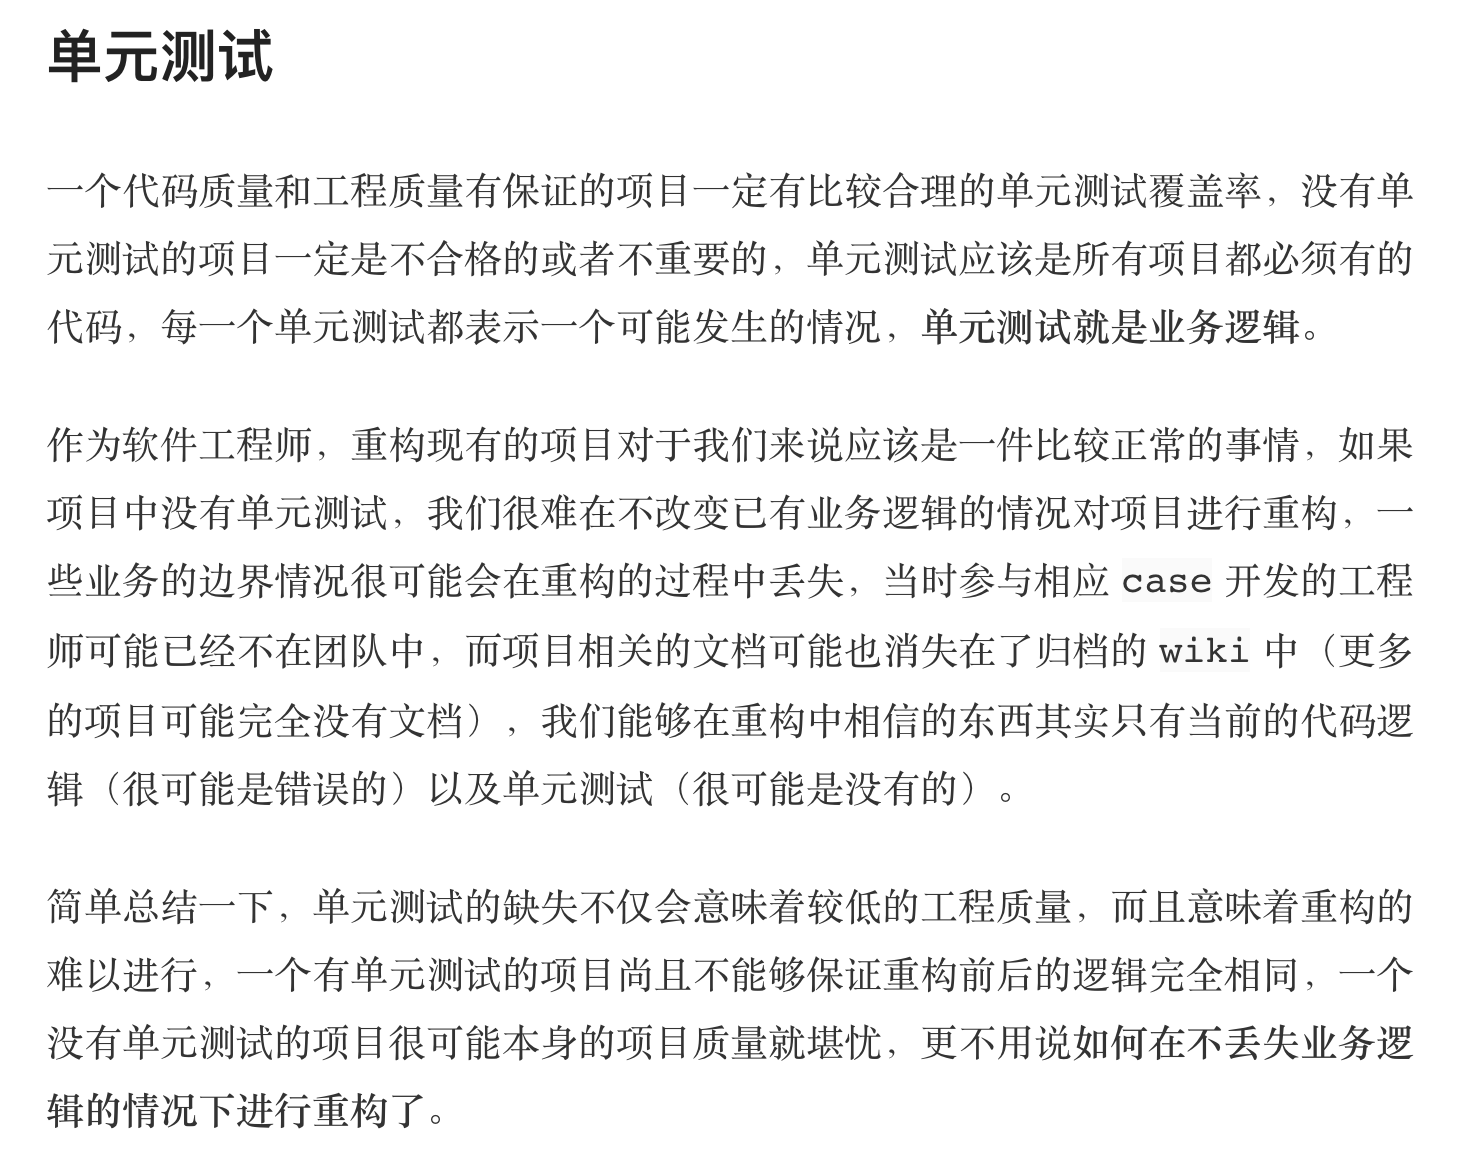 单元测试
一个代码质量和工程质量有保证的项目一定有比较合理的单元测试覆盖率，没有单
元测试的项目一定是不合格的或者不重要的，单元测试应该是所有项目都必须有的
代码，每一个单元测试都表示一个可能发生的情况，单元测试就是业务逻辑。
作为软件工程师，重构现有的项目对于我们来说应该是一件比较正常的事情，如果
项目中没有单元测试，我们很难在不改变已有业务逻辑的情况对项目进行重构，一
些业务的边界情况很可能会在重构的过程中丢失，当时参与相应 case 开发的工程
师可能已经不在团队中，而项目相关的文档可能也消失在了归档的 wiki 中（更多
的项目可能完全没有文档），我们能够在重构中相信的东西其实只有当前的代码逻
辑（很可能是错误的）以及单元测试（很可能是没有的）。
简单总结一下，单元测试的缺失不仅会意味着较低的工程质量，而且意味着重构的
难以进行，一个有单元测试的项目尚且不能够保证重构前后的逻辑完全相同，一个
没有单元测试的项目很可能本身的项目质量就堪忧，更不用说如何在不丢失业务逻
辑的情况下进行重构了。